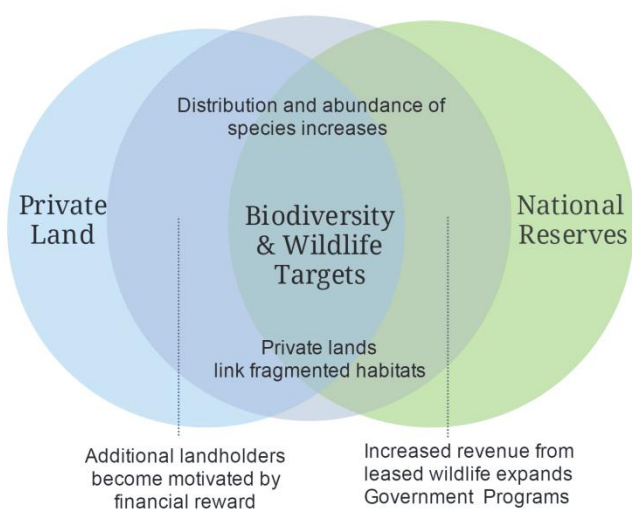 Distribution and abundance of
species increases
Private
Land
Biodiversity
& Wildlife
Targets
National
Reserves
Private lands
link fragmented habitats
Additional landholders
become motivated by
financial reward
Increased revenue from
leased wildlife expands
Government Programs